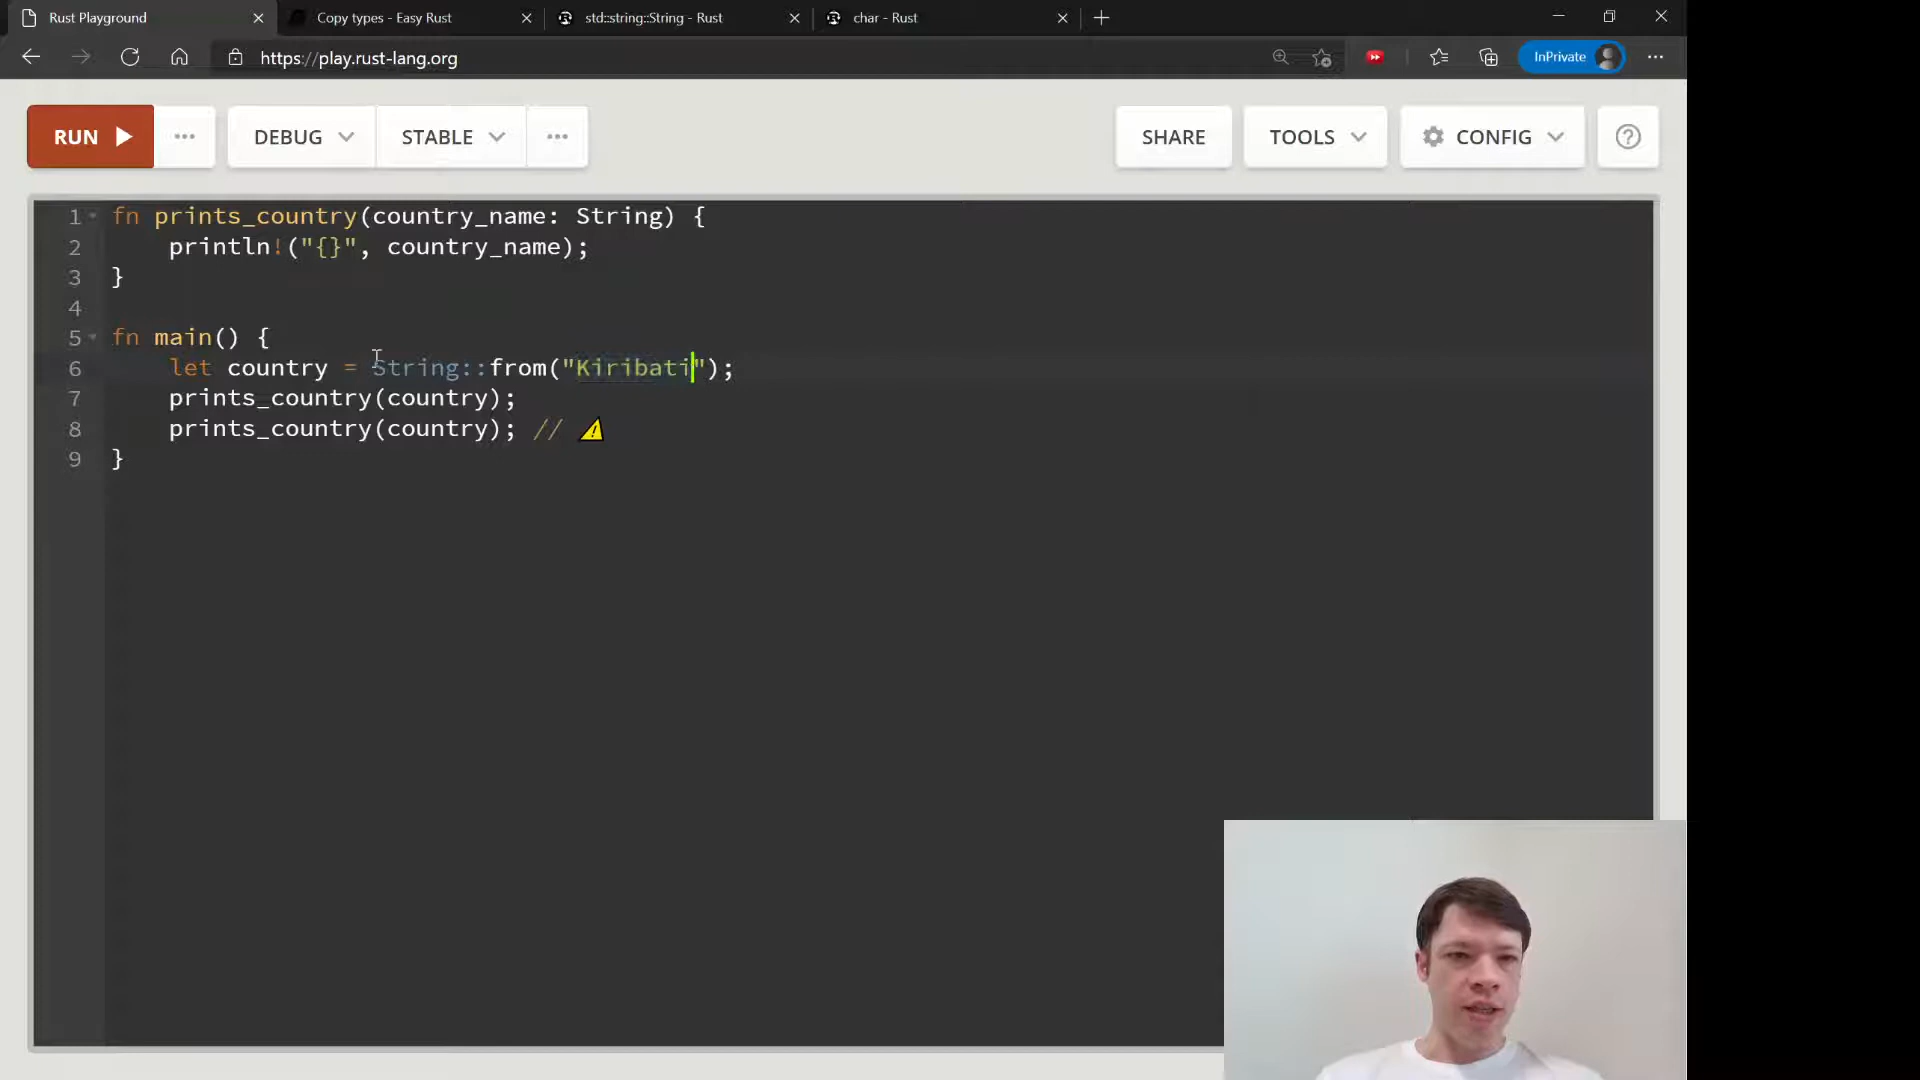 Rust Playground
Copy types - Easy Rust
std::string::String - Rust
char - Rust
https://play.rust-lang.org
InPrivate
RUN
DEBUG
STABLE
SHARE
TOOLS
CONFIG
1 fn prints_country(country_name: String) {
2     println!("{}", country_name);
3 }
4
5 fn main() {
6     let country = String::from("Kiribati");
7     prints_country(country);
8     prints_country(country); // ⚠
9 }